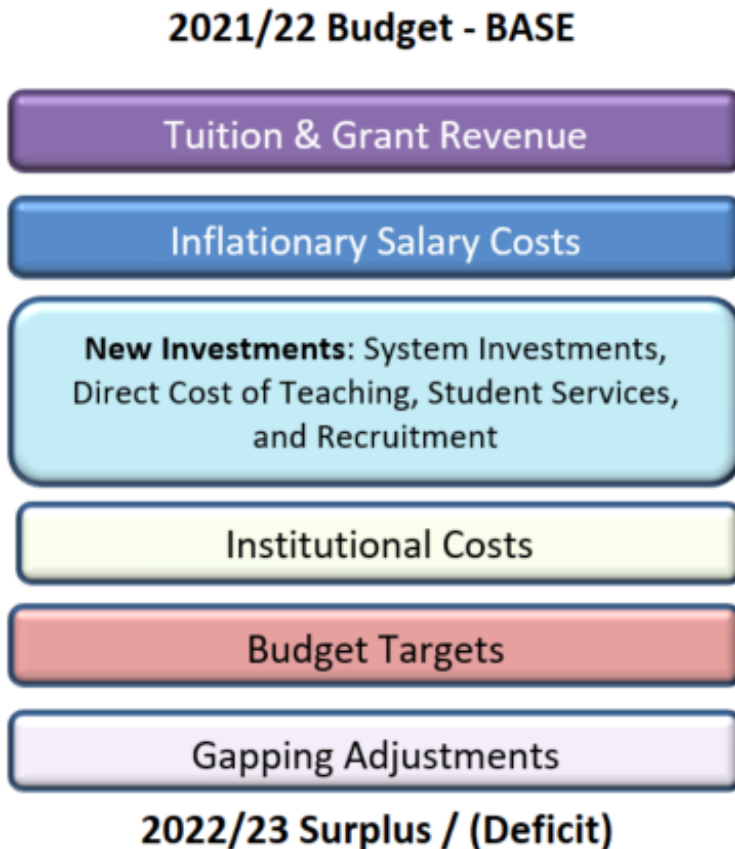 2021/22 Budget - BASE
Tuition & Grant Revenue
Inflationary Salary Costs
New Investments: System Investments,
Direct Cost of Teaching, Student Services,
and Recruitment
Institutional Costs
Budget Targets
Gapping Adjustments
2022/23 Surplus / (Deficit)